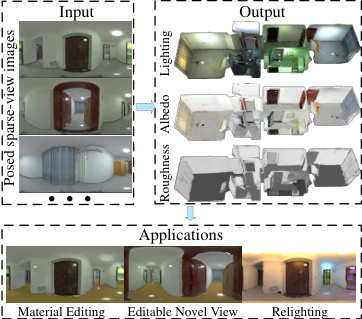 Input
Posed sparse-view images
Output
Lighting
Albedo
Roughness
Applications
Material Editing
Editable Novel View
Relighting